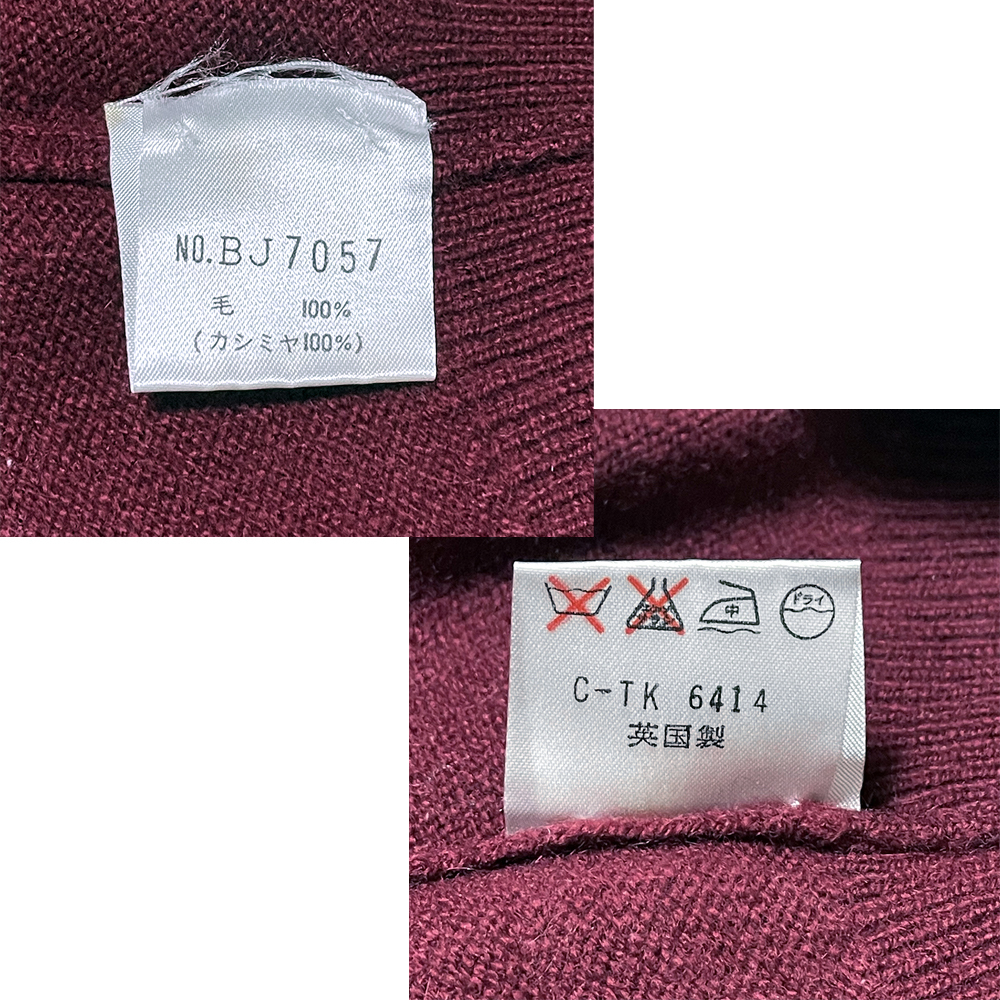 NO.BJ7057
毛 100%
(カシミヤ100%)
中
ドライ
C-TK 6414
英国製